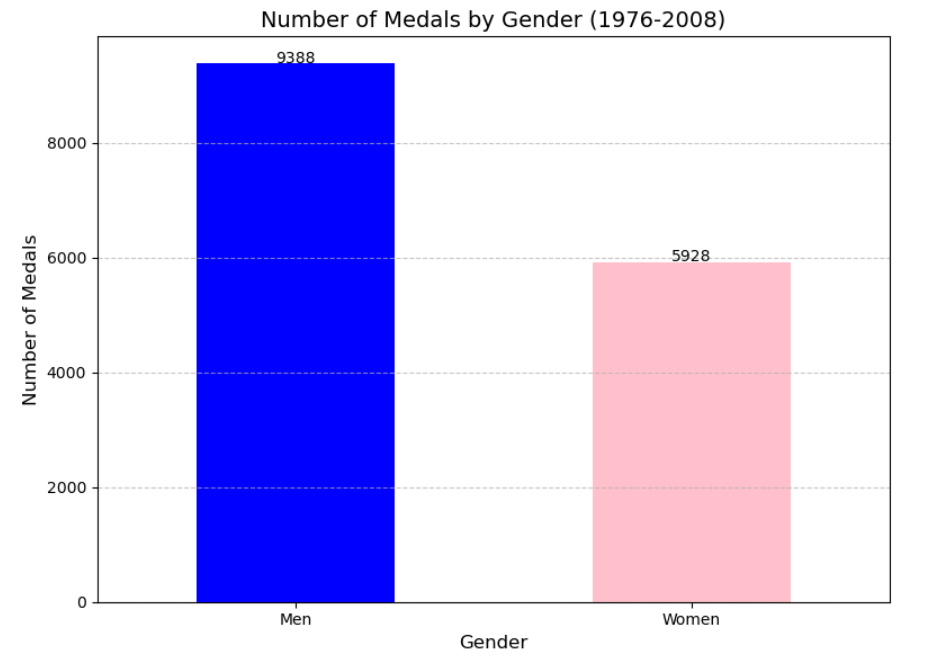 Number of Medals by Gender (1976-2008)
9388
8000
6000
5928
4000
2000
0
Number of Medals
Men
Women
Gender